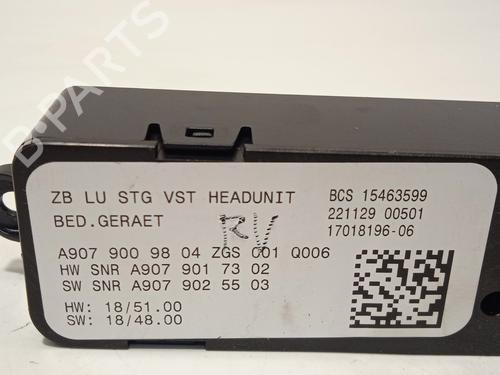 ZB LU STG VST HEADUNIT
BED.GERAET
RV
A907 900 98 04 ZGS 001 Q006
HW SNR A907 901 73 02
SW SNR A907 902 55 03
HW: 18/51.00
SW: 18/48.00
BCS 15463599
221129 00501
17018196-06
B-PARTS